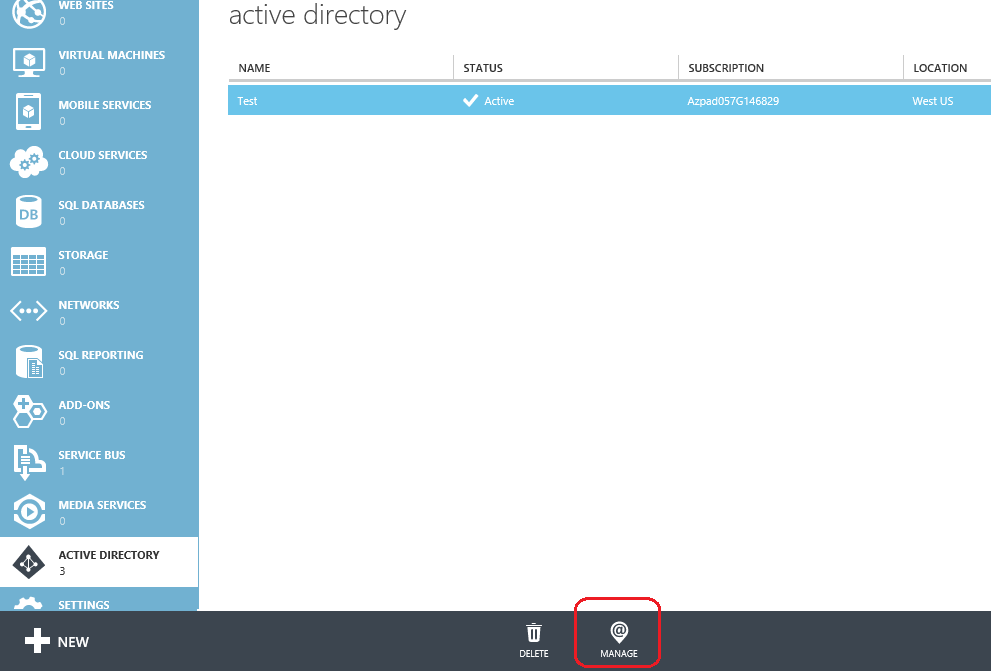 WEB SITES
0
VIRTUAL MACHINES
0
MOBILE SERVICES
0
CLOUD SERVICES
0
DB
SQL DATABASES
0
STORAGE
0
NETWORKS
0
SQL REPORTING
0
ADD-ONS
0
SERVICE BUS
1
MEDIA SERVICES
0
ACTIVE DIRECTORY
3
SETTINGS
active directory
NAME STATUS SUBSCRIPTION LOCATION
Test Active Azpad057G146829 West US
NEW
DELETE
@
MANAGE